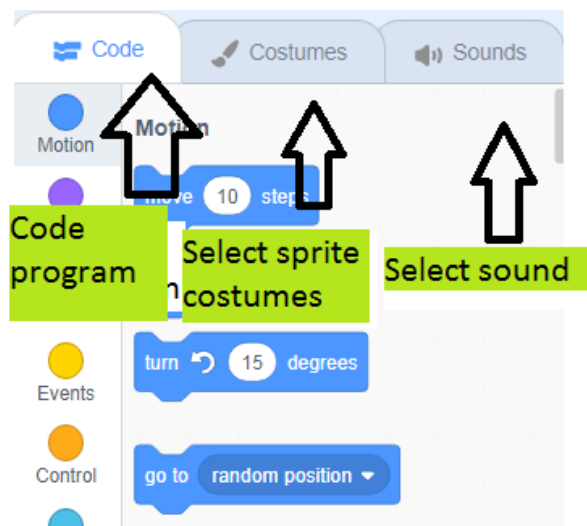 Code
Costumes
Sounds
Motion
Motion
move 10 steps
Code
program
Select sprite
costumes
Select sound
turn 15 degrees
Events
Control
go to random position